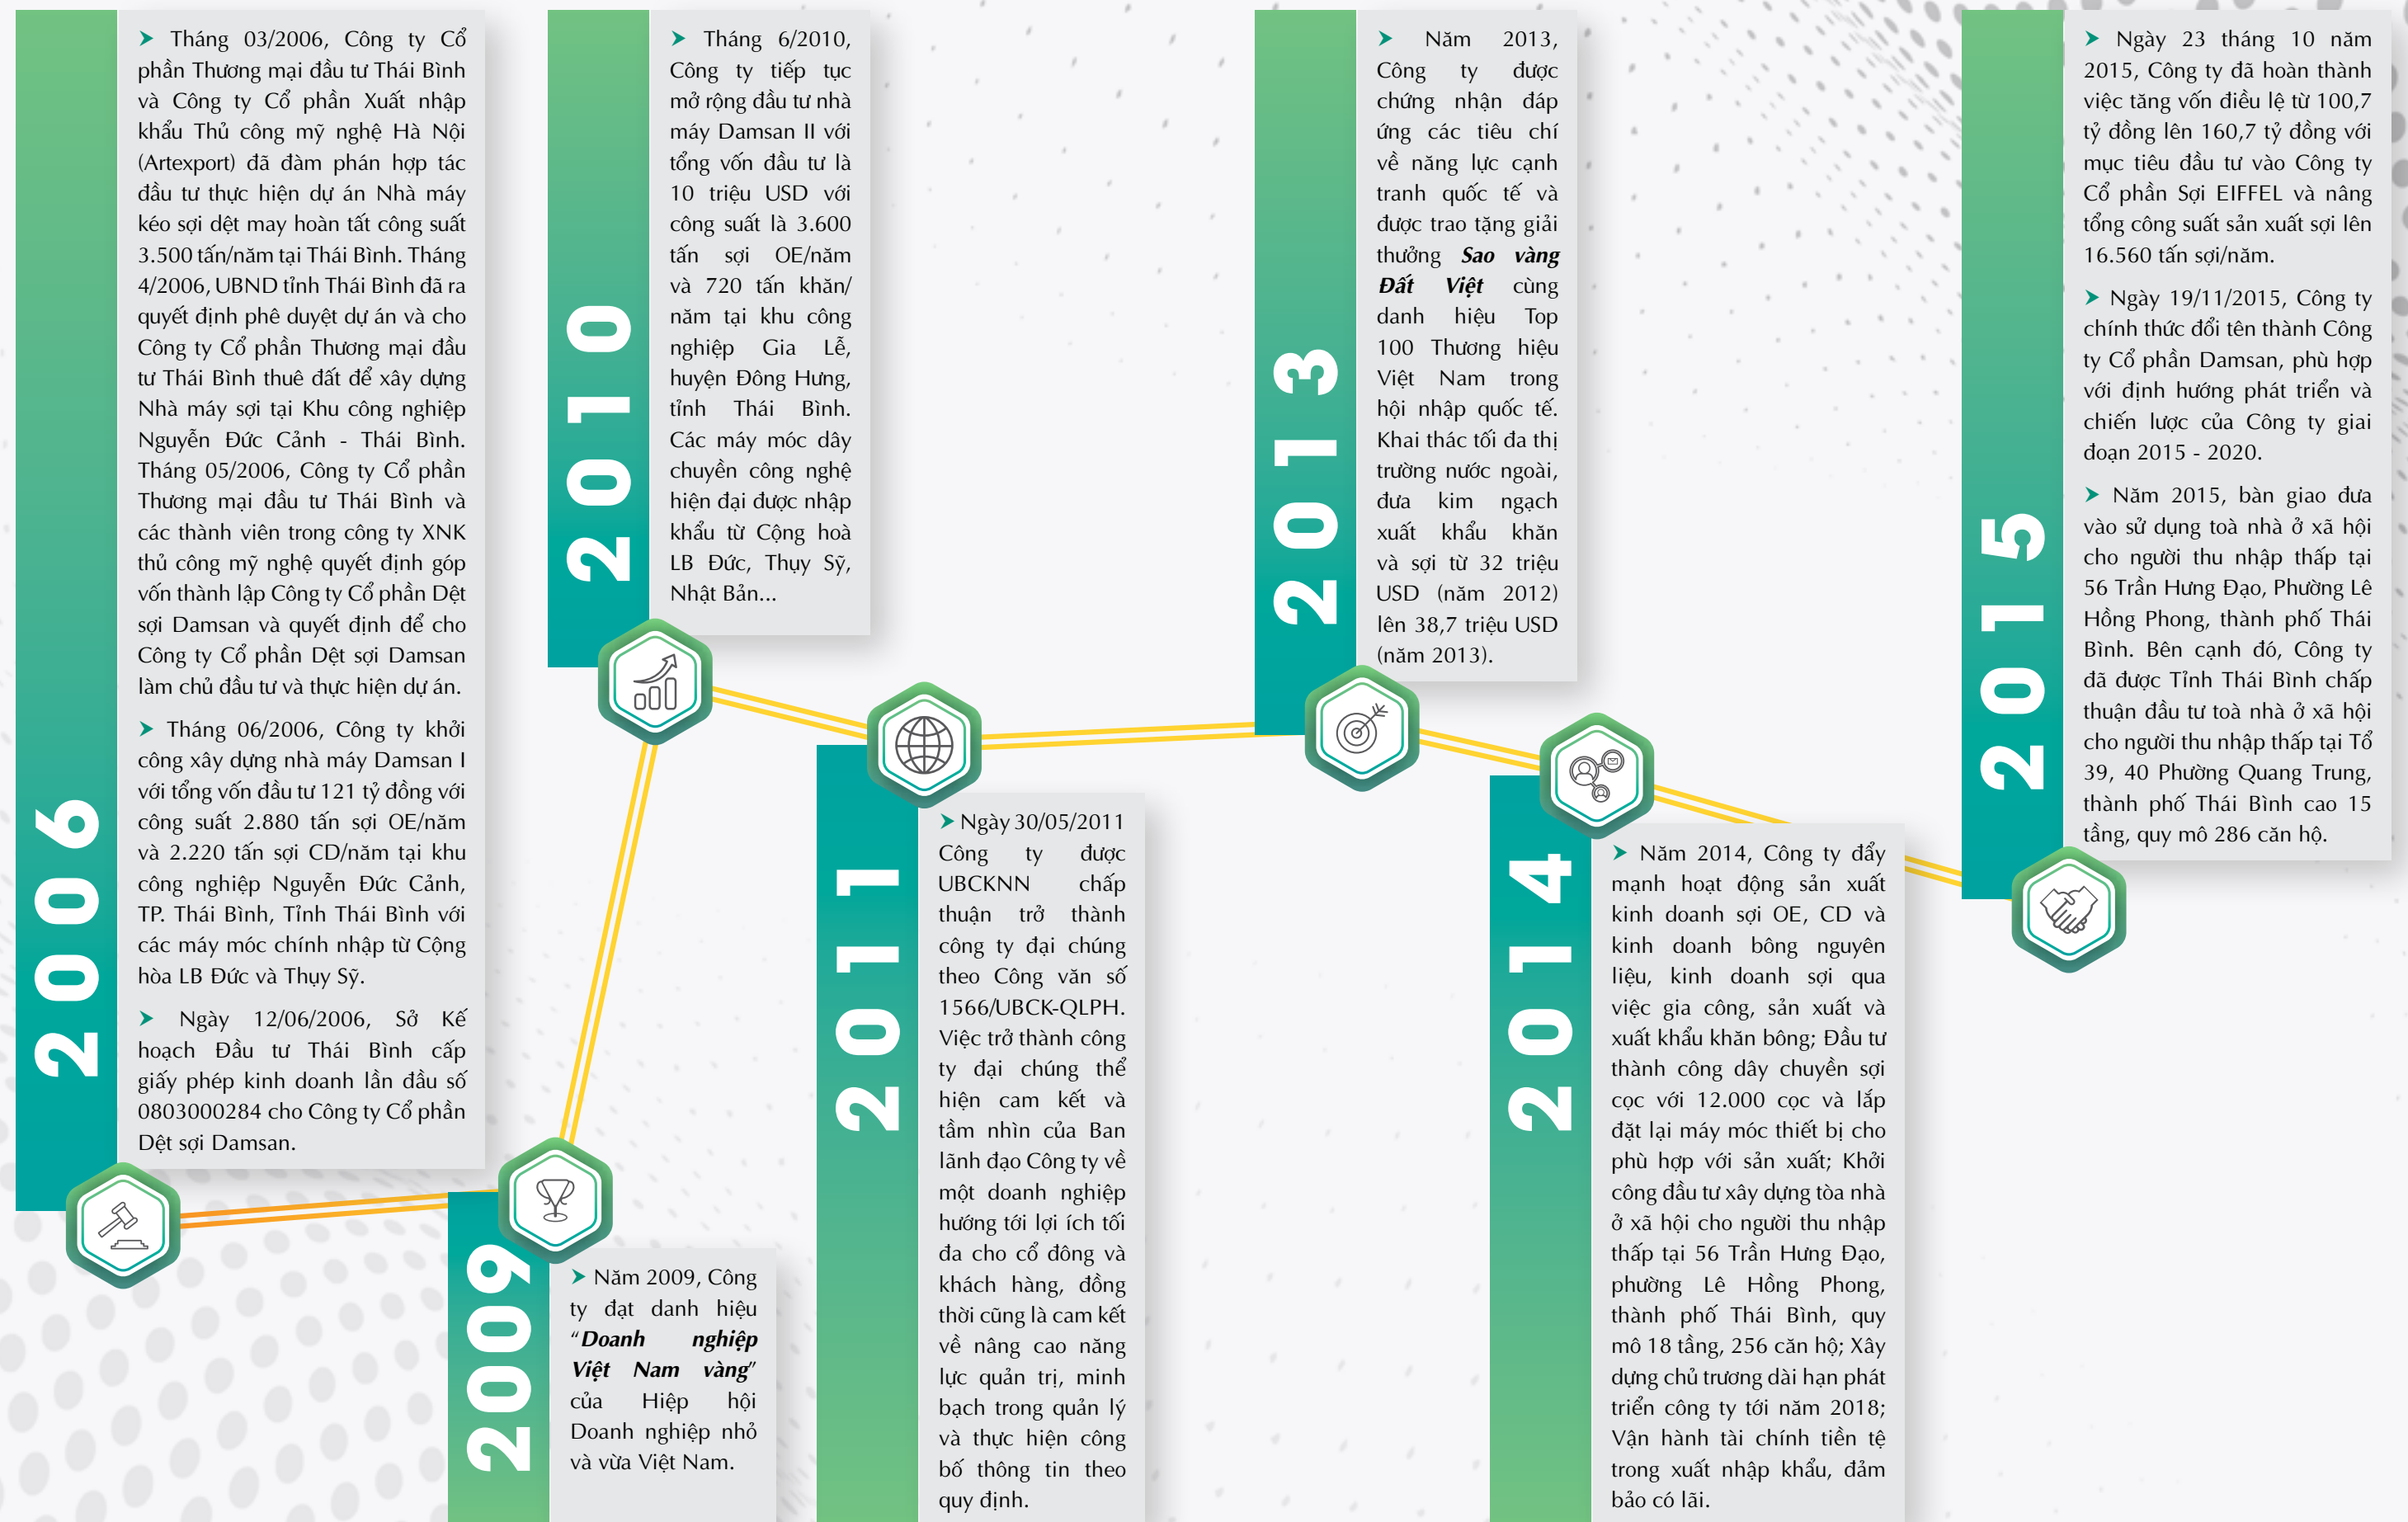 2006
➤ Tháng 03/2006, Công ty Cổ
phần Thương mại đầu tư Thái Bình
và Công ty Cổ phần Xuất nhập
khẩu Thủ công mỹ nghệ Hà Nội
(Artexport) đã đàm phán hợp tác
đầu tư thực hiện dự án Nhà máy
kéo sợi dệt may hoàn tất công suất
3.500 tấn/năm tại Thái Bình. Tháng
4/2006, UBND tỉnh Thái Bình đã ra
quyết định phê duyệt dự án và cho
Công ty Cổ phần Thương mại đầu
tư Thái Bình thuê đất để xây dựng
Nhà máy sợi tại Khu công nghiệp
Nguyễn Đức Cảnh - Thái Bình.
Tháng 05/2006, Công ty Cổ phần
Thương mại đầu tư Thái Bình và
các thành viên trong công ty XNK
thủ công mỹ nghệ quyết định góp
vốn thành lập Công ty Cổ phần Dệt
sợi Damsan và quyết định để cho
Công ty Cổ phần Dệt sợi Damsan
làm chủ đầu tư và thực hiện dự án.
➤ Tháng 06/2006, Công ty khởi
công xây dựng nhà máy Damsan I
với tổng vốn đầu tư 121 tỷ đồng với
công suất 2.880 tấn sợi OE/năm
và 2.220 tấn sợi CD/năm tại khu
công nghiệp Nguyễn Đức Cảnh,
TP. Thái Bình, Tỉnh Thái Bình với
các máy móc chính nhập từ Cộng
hòa LB Đức và Thụy Sỹ.
➤ Ngày 12/06/2006, Sở Kế
hoạch Đầu tư Thái Bình cấp
giấy phép kinh doanh lần đầu số
0803000284 cho Công ty Cổ phần
Dệt sợi Damsan.
2009
➤ Năm 2009, Công
ty đạt danh hiệu
“Doanh nghiệp
Việt Nam vàng”
của Hiệp hội
Doanh nghiệp nhỏ
và vừa Việt Nam.
2010
➤ Tháng 6/2010,
Công ty tiếp tục
mở rộng đầu tư nhà
máy Damsan II với
tổng vốn đầu tư là
10 triệu USD với
công suất là 3.600
tấn sợi OE/năm
và 720 tấn khăn/
năm tại khu công
nghiệp Gia Lễ,
huyện Đông Hưng,
tỉnh Thái Bình.
Các máy móc dây
chuyền công nghệ
hiện đại được nhập
khẩu từ Cộng hoà
LB Đức, Thụy Sỹ,
Nhật Bản...
2011
➤ Ngày 30/05/2011
Công ty được
UBCKNN chấp
thuận trở thành
công ty đại chúng
theo Công văn số
1566/UBCK-QLPH.
Việc trở thành công
ty đại chúng thể
hiện cam kết và
tầm nhìn của Ban
lãnh đạo Công ty về
một doanh nghiệp
hướng tới lợi ích tối
đa cho cổ đông và
khách hàng, đồng
thời cũng là cam kết
về nâng cao năng
lực quản trị, minh
bạch trong quản lý
và thực hiện công
bố thông tin theo
quy định.
2013
➤ Năm 2013,
Công ty được
chứng nhận đáp
ứng các tiêu chí
về năng lực cạnh
tranh quốc tế và
được trao tặng giải
thưởng Sao vàng
Đất Việt cùng
danh hiệu Top
100 Thương hiệu
Việt Nam trong
hội nhập quốc tế.
Khai thác tối đa thị
trường nước ngoài,
đưa kim ngạch
xuất khẩu khăn
và sợi từ 32 triệu
USD (năm 2012)
lên 38,7 triệu USD
(năm 2013).
2014
➤ Năm 2014, Công ty đẩy
mạnh hoạt động sản xuất
kinh doanh sợi OE, CD và
kinh doanh bông nguyên
liệu, kinh doanh sợi qua
việc gia công, sản xuất và
xuất khẩu khăn bông; Đầu tư
thành công dây chuyền sợi
cọc với 12.000 cọc và lắp
đặt lại máy móc thiết bị cho
phù hợp với sản xuất; Khởi
công đầu tư xây dựng tòa nhà
ở xã hội cho người thu nhập
thấp tại 56 Trần Hưng Đạo,
phường Lê Hồng Phong,
thành phố Thái Bình, quy
mô 18 tầng, 256 căn hộ; Xây
dựng chủ trương dài hạn phát
triển công ty tới năm 2018;
Vận hành tài chính tiền tệ
trong xuất nhập khẩu, đảm
bảo có lãi.
2015
➤ Ngày 23 tháng 10 năm
2015, Công ty đã hoàn thành
việc tăng vốn điều lệ từ 100,7
tỷ đồng lên 160,7 tỷ đồng với
mục tiêu đầu tư vào Công ty
Cổ phần Sợi EIFFEL và nâng
tổng công suất sản xuất sợi lên
16.560 tấn sợi/năm.
➤ Ngày 19/11/2015, Công ty
chính thức đổi tên thành Công
ty Cổ phần Damsan, phù hợp
với định hướng phát triển và
chiến lược của Công ty giai
đoạn 2015 - 2020.
➤ Năm 2015, bàn giao đưa
vào sử dụng toà nhà ở xã hội
cho người thu nhập thấp tại
56 Trần Hưng Đạo, Phường Lê
Hồng Phong, thành phố Thái
Bình. Bên cạnh đó, Công ty
đã được Tỉnh Thái Bình chấp
thuận đầu tư toà nhà ở xã hội
cho người thu nhập thấp tại Tổ
39, 40 Phường Quang Trung,
thành phố Thái Bình cao 15
tầng, quy mô 286 căn hộ.